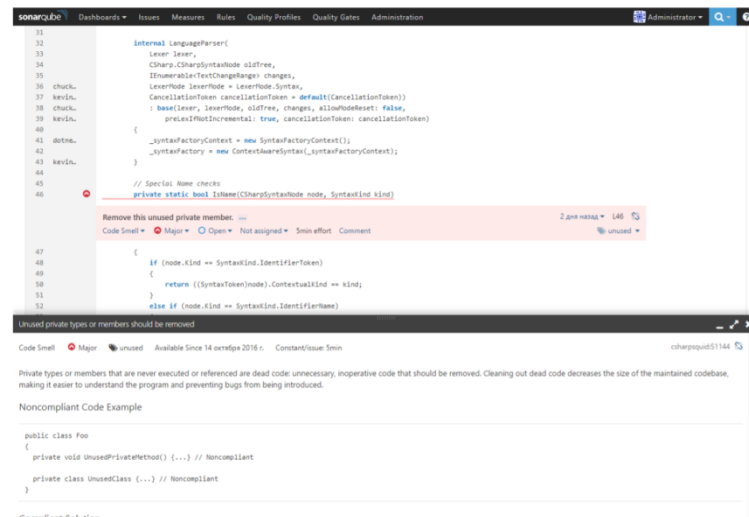 sonarqube Dashboards Issues Measures Rules Quality Profiles Quality Gates Administration Administrator
31
32 internal LanguageParser(
33 Lexer lexer,
34 CSharp.CSharpSyntaxNode oldTree,
35 IEnumerable<TextChangeRange> changes,
36 chuck… LexerMode lexerMode = LexerMode.Syntax,
37 kevin… CancellationToken cancellationToken = default(CancellationToken))
38 chuck… : base(lexer, lexerMode, oldTree, changes, allowModeReset: false,
39 kevin… preLexIfNotIncremental: true, cancellationToken: cancellationToken)
40 {
41 dotne… _syntaxFactoryContext = new SyntaxFactoryContext();
42 _syntaxFactory = new ContextAwareSyntax(_syntaxFactoryContext);
43 kevin… }
44
45 // Special Name checks
46 private static bool IsName(CSharpSyntaxNode node, SyntaxKind kind)
Remove this unused private member. … 2 дня назад L46
Code Smell Major Open Not assigned 5min effort Comment unused
47 {
48 if (node.Kind == SyntaxKind.IdentifierToken)
49 {
50 return ((SyntaxToken)node).ContextualKind == kind;
51 }
52 else if (node.Kind == SyntaxKind.IdentifierName)
Unused private types or members should be removed
Code Smell Major unused Available Since 14 октября 2016 г. Constant/issue: 5min csharpsquid:S1144
Private types or members that are never executed or referenced are dead code: unnecessary, inoperative code that should be removed. Cleaning out dead code decreases the size of the maintained codebase,
making it easier to understand the program and preventing bugs from being introduced.
Noncompliant Code Example
public class Foo
{
private void UnusedPrivateMethod() {...} // Noncompliant
private class UnusedClass {...} // Noncompliant
}